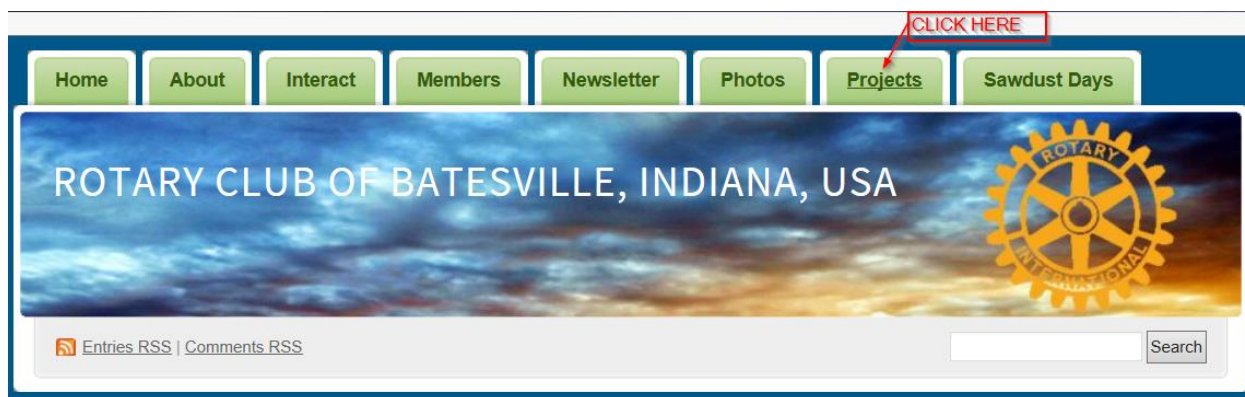 CLICK HERE
Home About Interact Members Newsletter Photos Projects Sawdust Days
ROTARY CLUB OF BATESVILLE, INDIANA, USA
ROTARY
INTERNATIONAL
Entries RSS | Comments RSS
Search